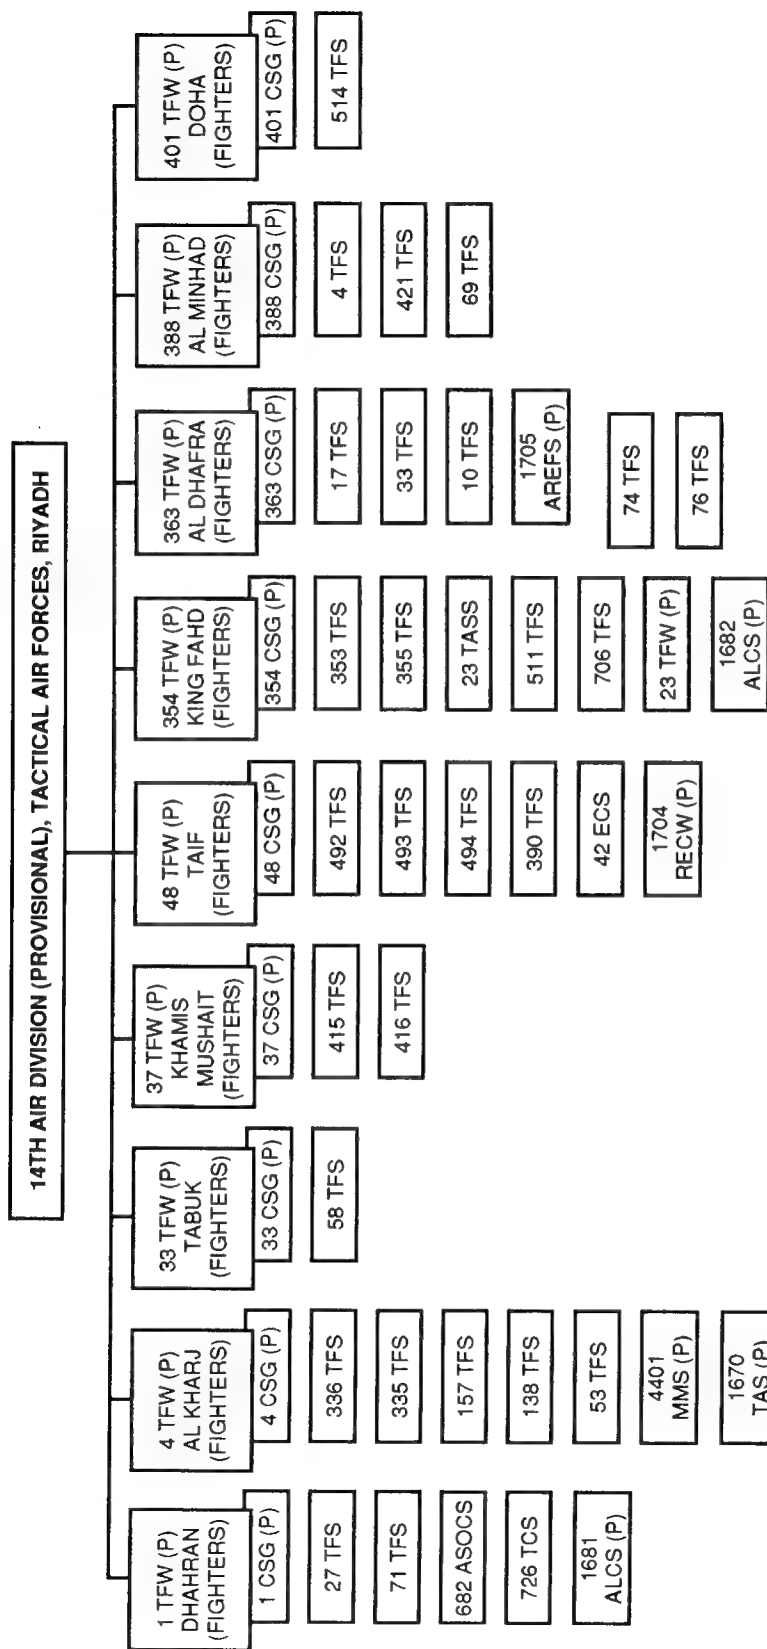 14TH AIR DIVISION (PROVISIONAL), TACTICAL AIR FORCES, RIYADH
1 TFW (P)
DHAHRAN
(FIGHTERS)
1 CSG (P)
27 TFS
71 TFS
682 ASOCS
726 TCS
1681
ALCS (P)
4 TFW (P)
AL KHARJ
(FIGHTERS)
4 CSG (P)
336 TFS
335 TFS
157 TFS
138 TFS
53 TFS
4401
MMS (P)
1670
TAS (P)
33 TFW (P)
TABUK
(FIGHTERS)
33 CSG (P)
58 TFS
37 TFW (P)
KHAMIS
MUSHAIT
(FIGHTERS)
37 CSG (P)
415 TFS
416 TFS
48 TFW (P)
TAIF
(FIGHTERS)
48 CSG (P)
492 TFS
493 TFS
494 TFS
390 TFS
42 ECS
1704
RECW (P)
354 TFW (P)
KING FAHD
(FIGHTERS)
354 CSG (P)
353 TFS
355 TFS
23 TASS
511 TFS
706 TFS
23 TFW (P)
1682
ALCS (P)
363 TFW (P)
AL DHAFRA
(FIGHTERS)
363 CSG (P)
17 TFS
33 TFS
10 TFS
1705
AREFS (P)
74 TFS
76 TFS
388 TFW (P)
AL MINHAD
(FIGHTERS)
388 CSG (P)
4 TFS
421 TFS
69 TFS
401 TFW (P)
DOHA
(FIGHTERS)
401 CSG (P)
514 TFS